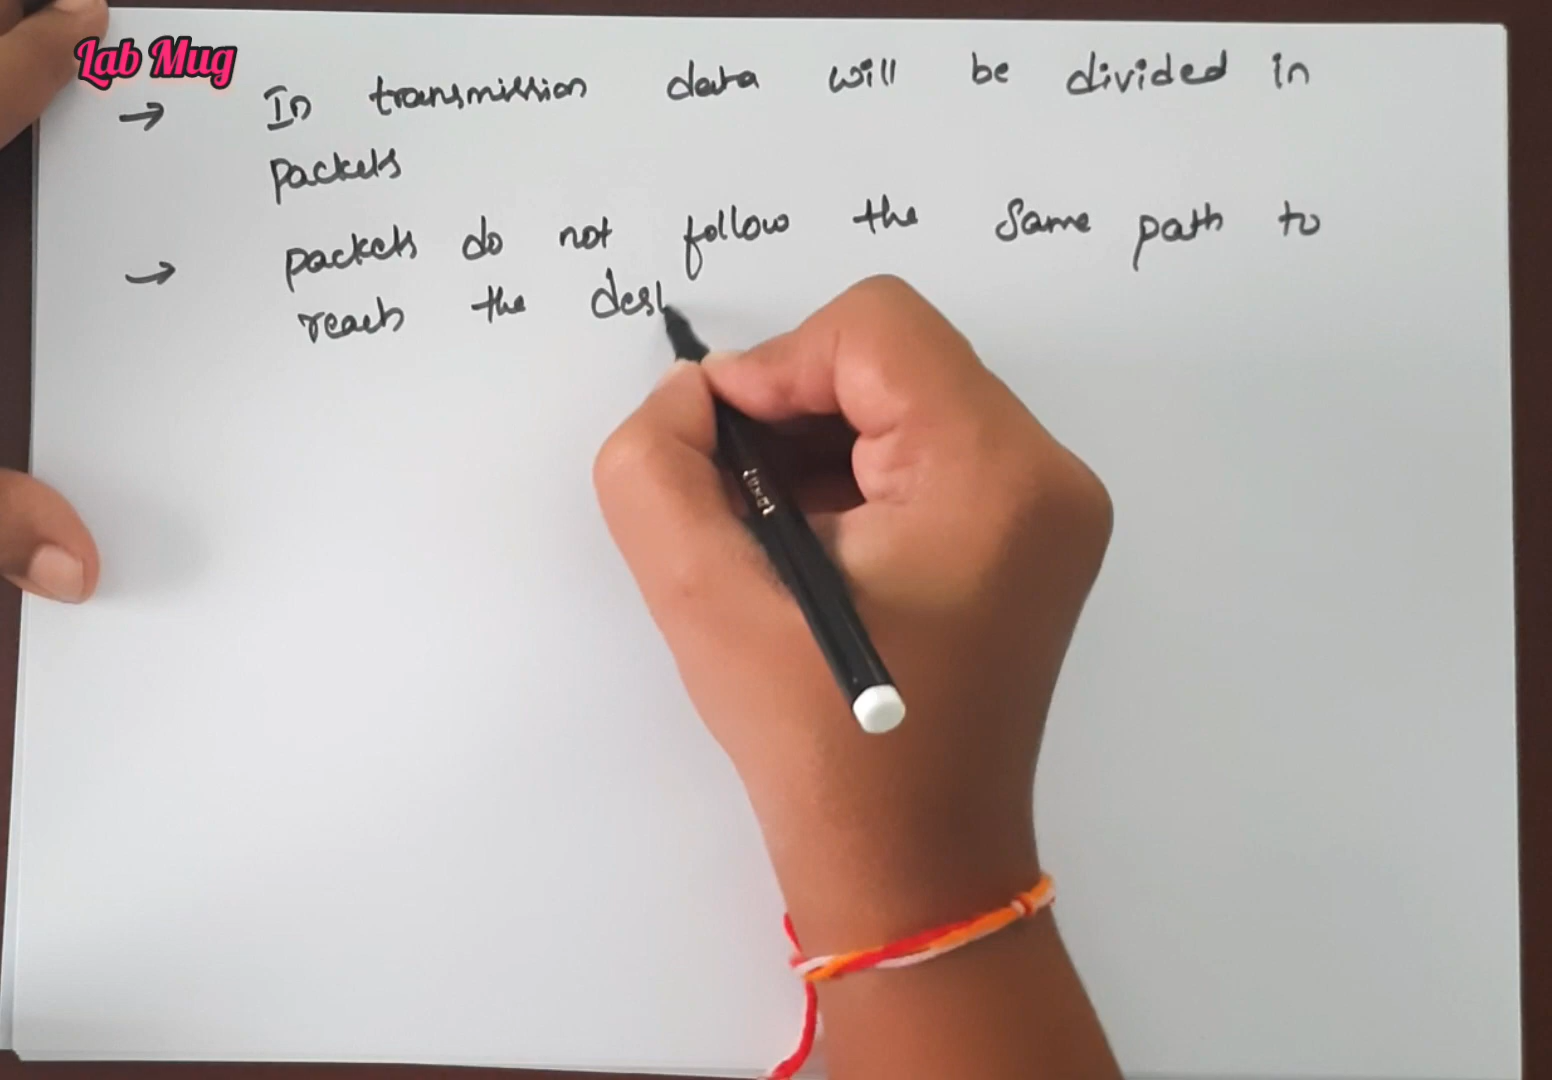 Lab Mug
→ In transmission data will be divided in
packets
→ packets do not follow the same path to
reach the
Luxor